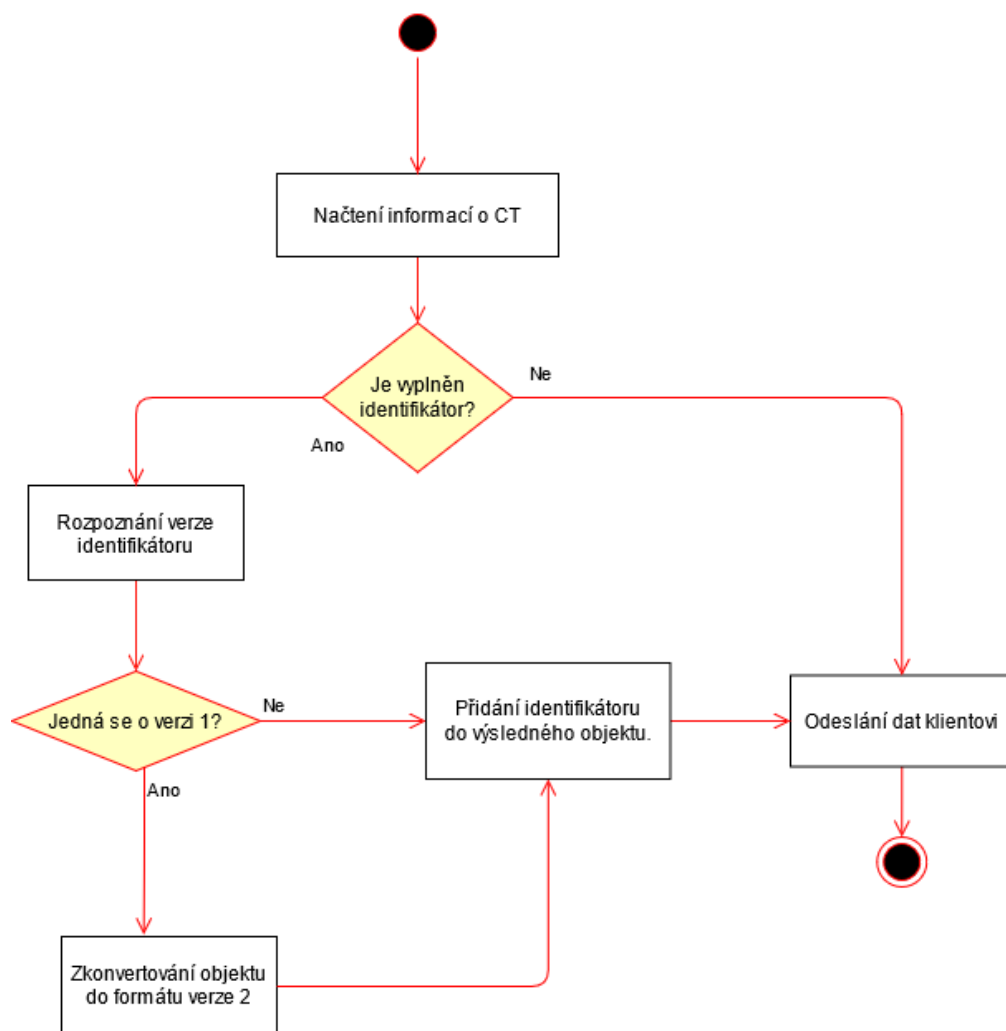 Načtení informací o CT
Je vyplněn
identifikátor?
Ne
Ano
Rozpoznání verze
identifikátoru
Jedná se o verzi 1?
Ne
Ano
Přidání identifikátoru
do výsledného objektu.
Odeslání dat klientovi
Zkonvertování objektu
do formátu verze 2